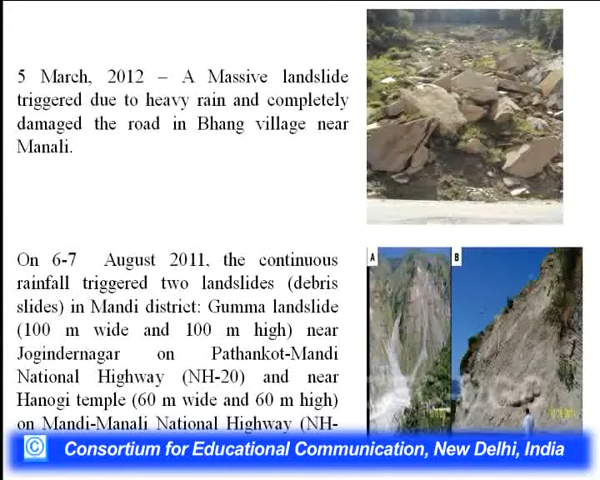 5 March, 2012 – A Massive landslide
triggered due to heavy rain and completely
damaged the road in Bhang village near
Manali.
On 6-7 August 2011, the continuous
rainfall triggered two landslides (debris
slides) in Mandi district: Gumma landslide
(100 m wide and 100 m high) near
Jogindernagar on Pathankot-Mandi
National Highway (NH-20) and near
Hanogi temple (60 m wide and 60 m high)
on Mandi-Manali National Highway (NH-
A
B
© Consortium for Educational Communication, New Delhi, India